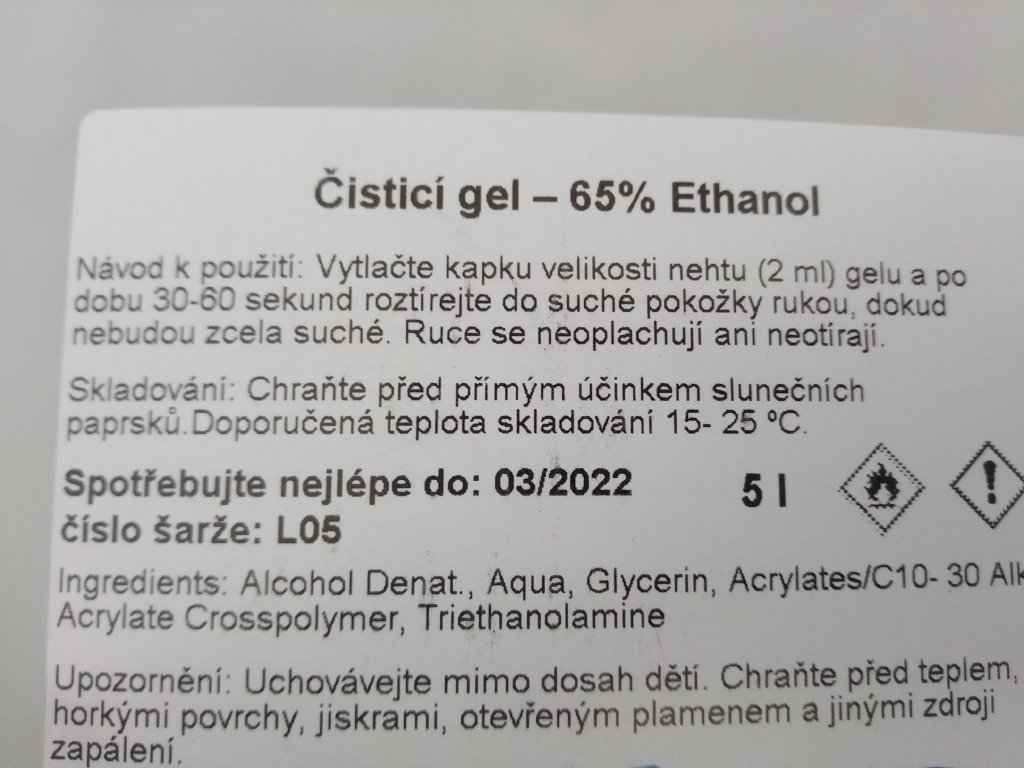 Čisticí gel – 65% Ethanol
Návod k použití: Vytlačte kapku velikosti nehtu (2 ml) gelu a po
dobu 30-60 sekund roztírejte do suché pokožky rukou, dokud
nebudou zcela suché. Ruce se neoplachují ani neotírají.
Skladování: Chraňte před přímým účinkem slunečních
paprsků.Doporučená teplota skladování 15- 25 ºC.
Spotřebujte nejlépe do: 03/2022 5 l
číslo šarže: L05
Ingredients: Alcohol Denat., Aqua, Glycerin, Acrylates/C10- 30 Alk
Acrylate Crosspolymer, Triethanolamine
Upozornění: Uchovávejte mimo dosah dětí. Chraňte před teplem,
horkými povrchy, jiskrami, otevřeným plamenem a jinými zdroji
zapálení.